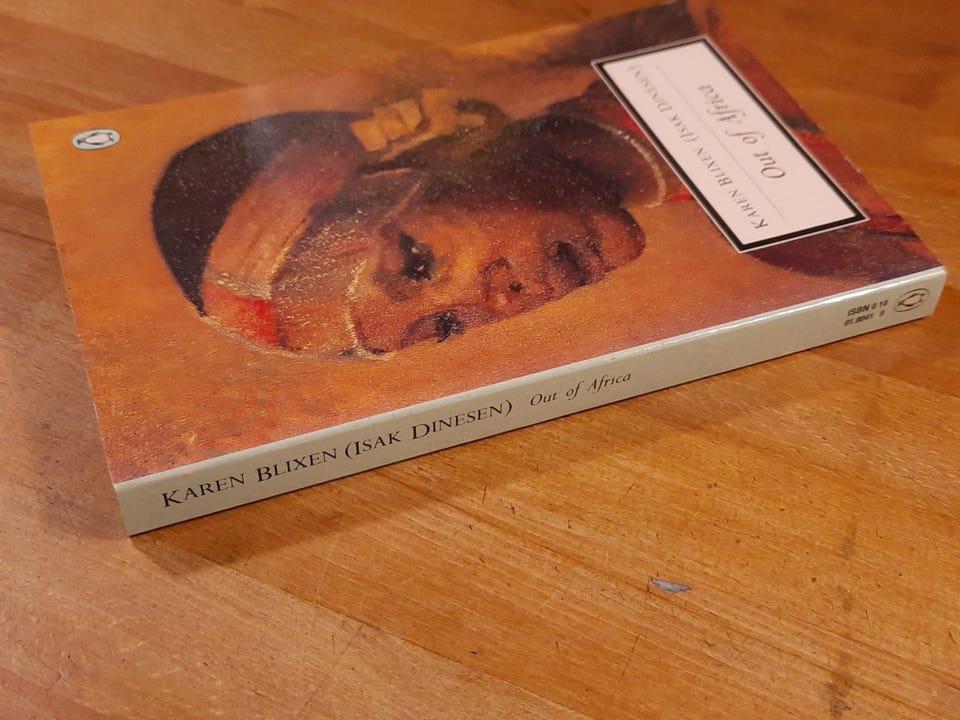 KAREN BLIXEN (ISAK DINESEN)
Out of Africa
KAREN BLIXEN (ISAK DINESEN) Out of Africa
ISBN 0 14
01.8041 9